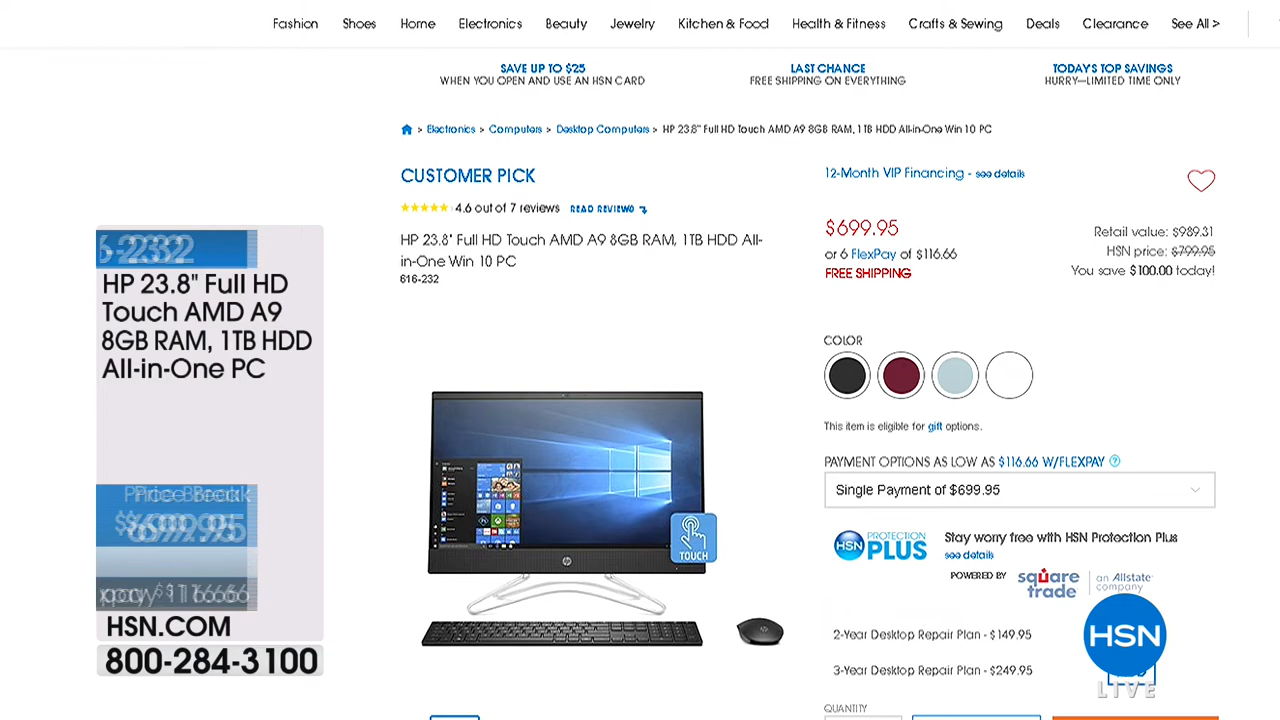 Fashion Shoes Home Electronics Beauty Jewelry Kitchen & Food Health & Fitness Crafts & Sewing Deals Clearance See All >
SAVE UP TO $25
WHEN YOU OPEN AND USE AN HSN CARD
LAST CHANCE
FREE SHIPPING ON EVERYTHING
TODAY'S TOP SAVINGS
HURRY—LIMITED TIME ONLY
> Electronics > Computers > Desktop Computers > HP 23.8" Full HD Touch AMD A9 8GB RAM, 1TB HDD All-in-One Win 10 PC
CUSTOMER PICK
4.6 out of 7 reviews READ REVIEWS
HP 23.8" Full HD Touch AMD A9 8GB RAM, 1TB HDD All-
in-One Win 10 PC
616-232
12-Month VIP Financing - see details
$699.95
or 6 FlexPay of $116.66
FREE SHIPPING
Retail value: $989.31
HSN price: $799.95
You save $100.00 today!
COLOR
This item is eligible for gift options.
PAYMENT OPTIONS AS LOW AS $116.66 W/FLEXPAY ?
Single Payment of $699.95
HSN PROTECTION PLUS
Stay worry free with HSN Protection Plus
see details
POWERED BY square trade an Allstate company
2-Year Desktop Repair Plan - $149.95
3-Year Desktop Repair Plan - $249.95
QUANTITY
TOUCH
hp
6-232
HP 23.8" Full HD
Touch AMD A9
8GB RAM, 1TB HDD
All-in-One PC
Price Break
$699.95
HSN.COM
800-284-3100
HSN
LIVE